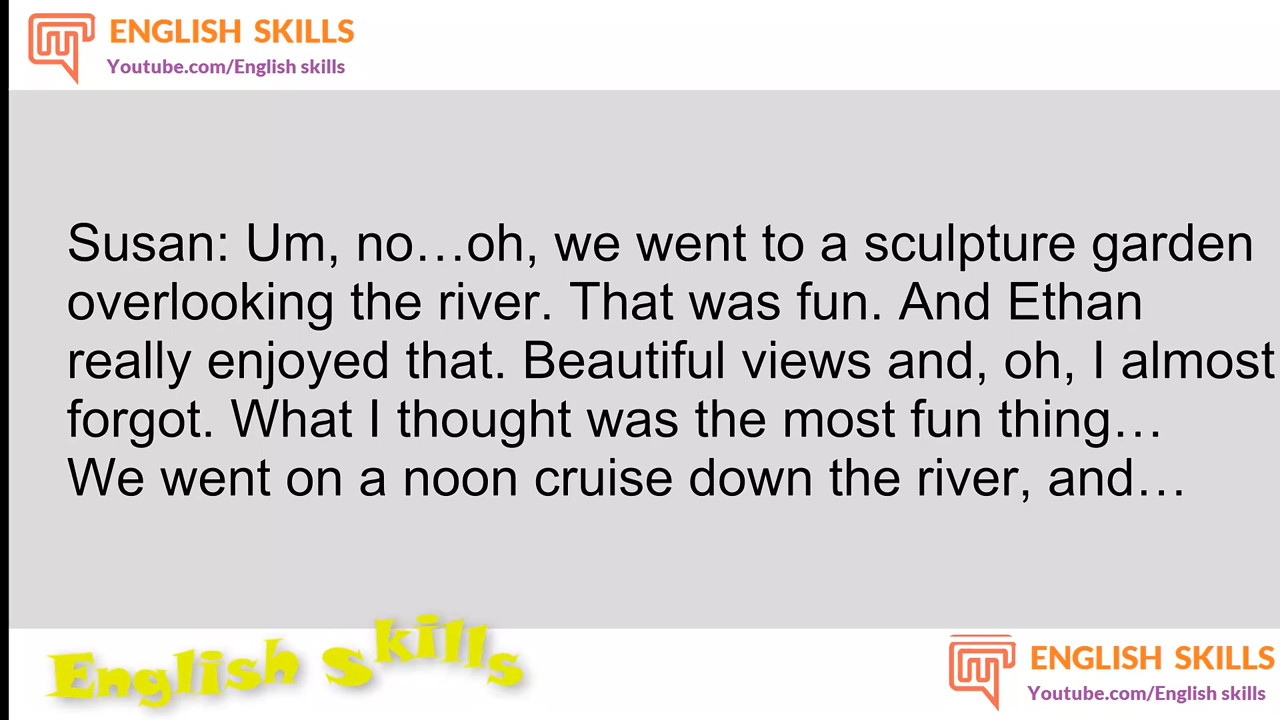 ENGLISH SKILLS
Youtube.com/English skills
Susan: Um, no…oh, we went to a sculpture garden
overlooking the river. That was fun. And Ethan
really enjoyed that. Beautiful views and, oh, I almost
forgot. What I thought was the most fun thing…
We went on a noon cruise down the river, and…
English Skills
ENGLISH SKILLS
Youtube.com/English skills